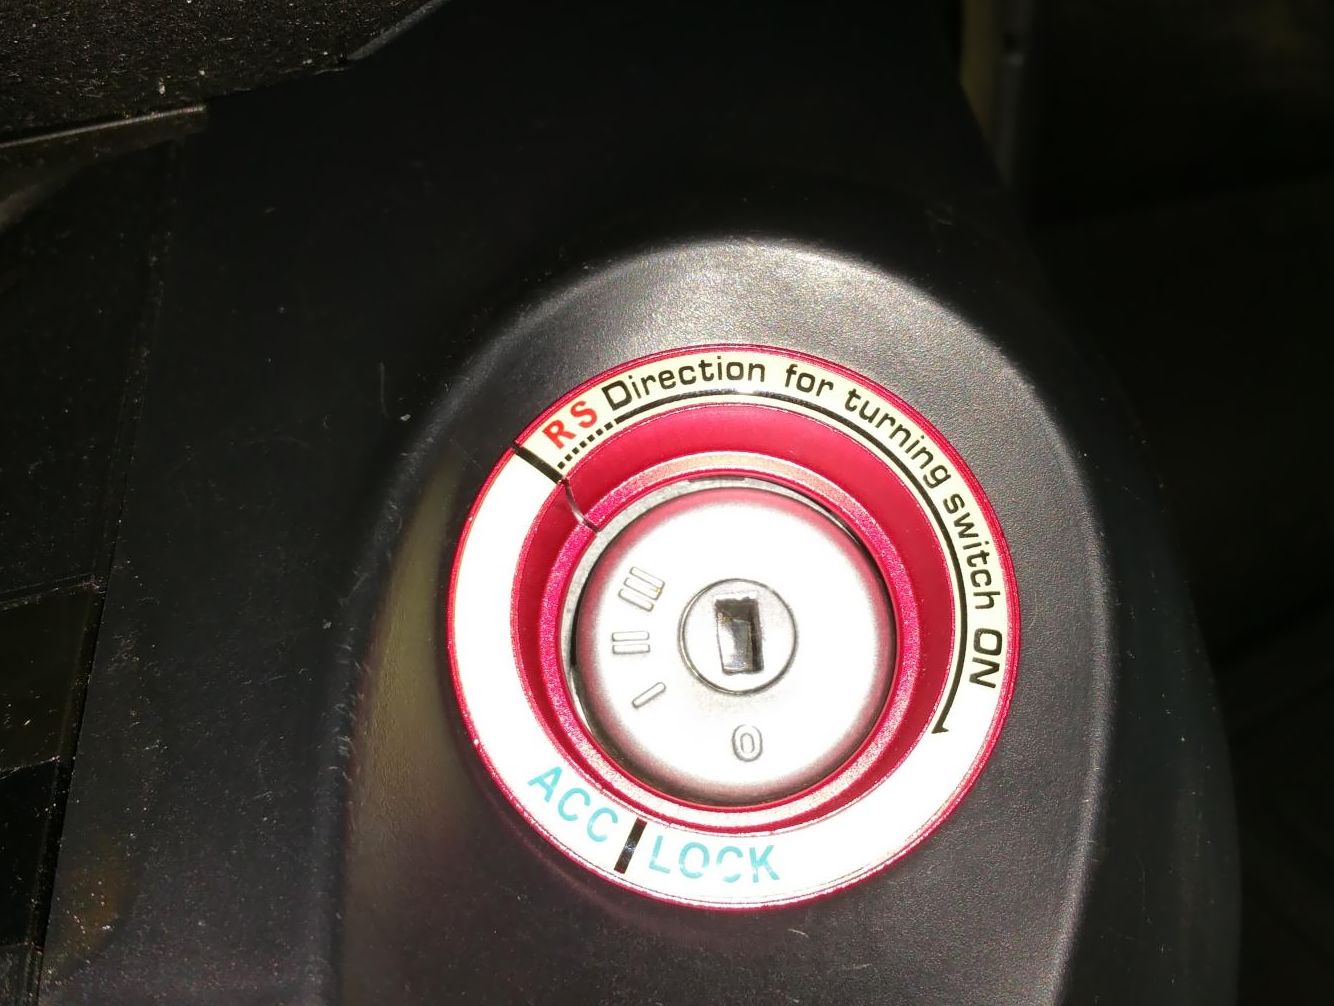 RS Direction for turning switch ON
III
II
I
0
ACC | LOCK